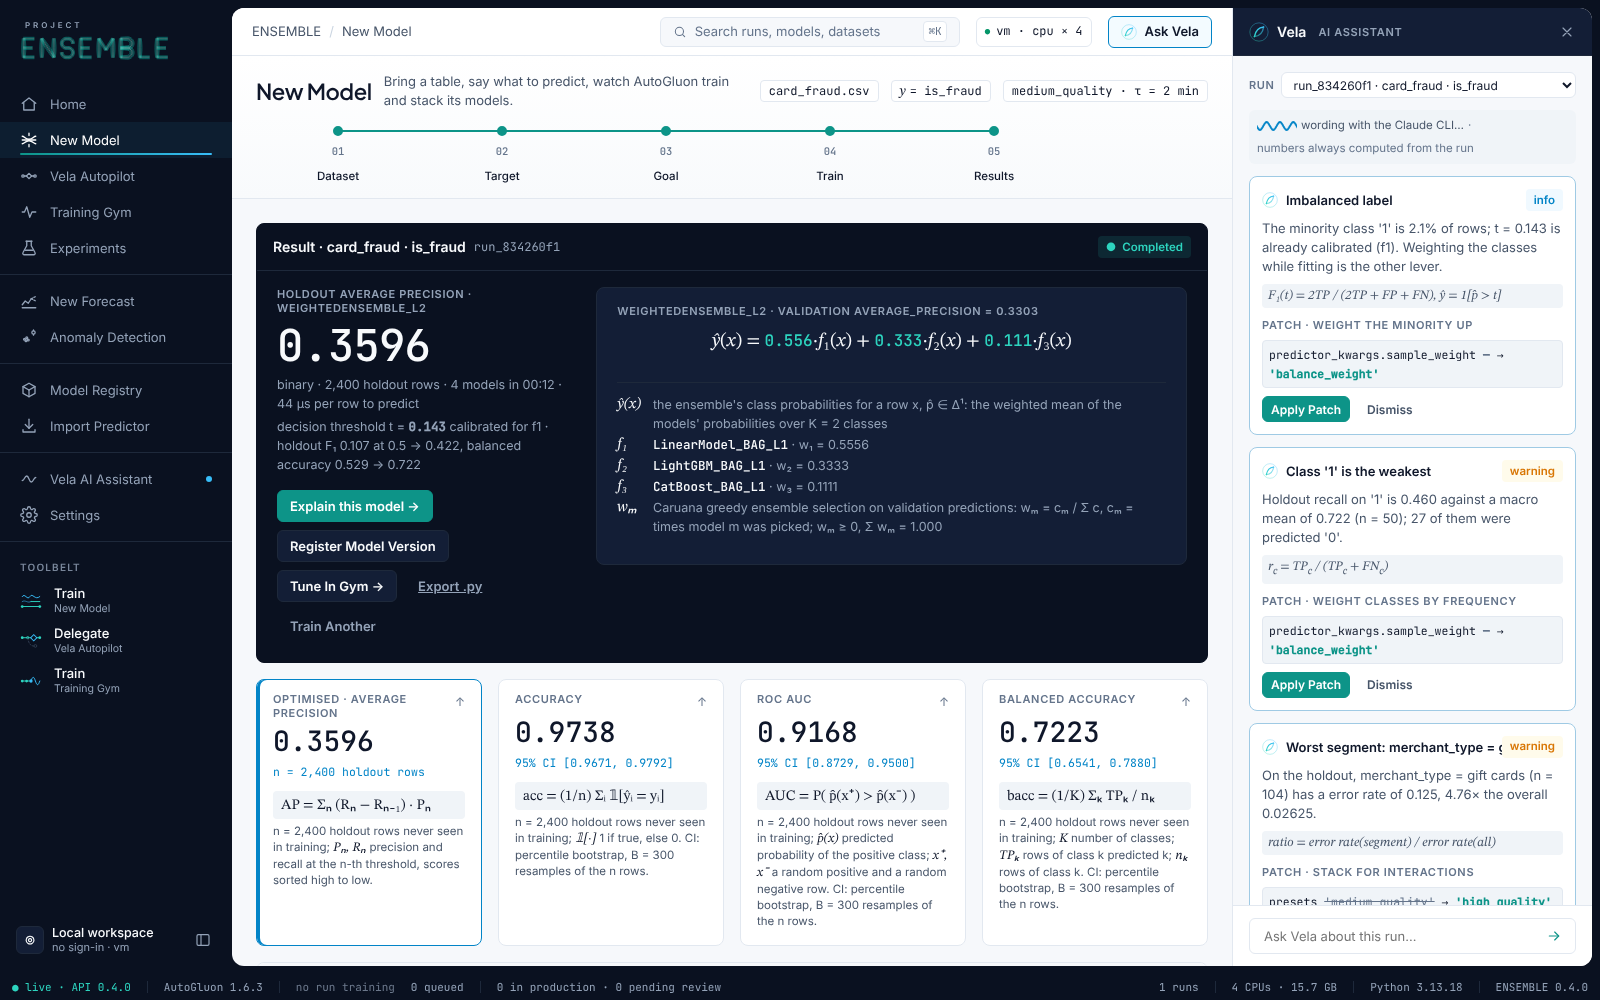 PROJECT
ENSEMBLE
Home
New Model
Vela Autopilot
Training Gym
Experiments
New Forecast
Anomaly Detection
Model Registry
Import Predictor
Vela AI Assistant
Settings
TOOLBELT
Train
New Model
Delegate
Vela Autopilot
Train
Training Gym
Local workspace
no sign-in · vm
ENSEMBLE / New Model
Search runs, models, datasets ⌘K
vm · cpu × 4
Ask Vela
New Model
Bring a table, say what to predict, watch AutoGluon train
and stack its models.
card_fraud.csv
y = is_fraud
medium_quality · τ = 2 min
01 02 03 04 05
Dataset Target Goal Train Results
Result · card_fraud · is_fraud run_834260f1
Completed
HOLDOUT AVERAGE PRECISION ·
WEIGHTEDENSEMBLE_L2
0.3596
binary · 2,400 holdout rows · 4 models in 00:12 ·
44 µs per row to predict
decision threshold t = 0.143 calibrated for f1 ·
holdout F₁ 0.107 at 0.5 → 0.422, balanced
accuracy 0.529 → 0.722
Explain this model →
Register Model Version
Tune In Gym → Export .py
Train Another
WEIGHTEDENSEMBLE_L2 · VALIDATION AVERAGE_PRECISION = 0.3303
ŷ(x) = 0.556·f₁(x) + 0.333·f₂(x) + 0.111·f₃(x)
ŷ(x) the ensemble's class probabilities for a row x, p̂ ∈ Δ¹: the weighted mean of the
models' probabilities over K = 2 classes
f₁ LinearModel_BAG_L1 · w₁ = 0.5556
f₂ LightGBM_BAG_L1 · w₂ = 0.3333
f₃ CatBoost_BAG_L1 · w₃ = 0.1111
wₘ Caruana greedy ensemble selection on validation predictions: wₘ = cₘ / Σ c, cₘ =
times model m was picked; wₘ ≥ 0, Σ wₘ = 1.000
OPTIMISED · AVERAGE
PRECISION ↑
0.3596
n = 2,400 holdout rows
AP = Σₙ (Rₙ − Rₙ₋₁) · Pₙ
n = 2,400 holdout rows never seen
in training; Pₙ, Rₙ precision and
recall at the n-th threshold, scores
sorted high to low.
ACCURACY ↑
0.9738
95% CI [0.9671, 0.9792]
acc = (1/n) Σᵢ 𝟙[ŷᵢ = yᵢ]
n = 2,400 holdout rows never seen
in training; 𝟙[·] 1 if true, else 0. CI:
percentile bootstrap, B = 300
resamples of the n rows.
ROC AUC ↑
0.9168
95% CI [0.8729, 0.9500]
AUC = P( p̂(x⁺) > p̂(x⁻) )
n = 2,400 holdout rows never seen
in training; p̂(x) predicted
probability of the positive class; x⁺,
x⁻ a random positive and a random
negative row. CI: percentile
bootstrap, B = 300 resamples of
the n rows.
BALANCED ACCURACY ↑
0.7223
95% CI [0.6541, 0.7880]
bacc = (1/K) Σₖ TPₖ / nₖ
n = 2,400 holdout rows never seen
in training; K number of classes;
TPₖ rows of class k predicted k; nₖ
rows of class k. CI: percentile
bootstrap, B = 300 resamples of
the n rows.
Vela AI ASSISTANT
RUN run_834260f1 · card_fraud · is_fraud
wording with the Claude CLI... ·
numbers always computed from the run
Imbalanced label info
The minority class '1' is 2.1% of rows; t = 0.143 is
already calibrated (f1). Weighting the classes
while fitting is the other lever.
F₁(t) = 2TP / (2TP + FP + FN), ŷ = 1[p̂ > t]
PATCH · WEIGHT THE MINORITY UP
predictor_kwargs.sample_weight — →
'balance_weight'
Apply Patch Dismiss
Class '1' is the weakest warning
Holdout recall on '1' is 0.460 against a macro
mean of 0.722 (n = 50); 27 of them were
predicted '0'.
r_c = TP_c / (TP_c + FN_c)
PATCH · WEIGHT CLASSES BY FREQUENCY
predictor_kwargs.sample_weight — →
'balance_weight'
Apply Patch Dismiss
Worst segment: merchant_type = warning
On the holdout, merchant_type = gift cards (n =
104) has a error rate of 0.125, 4.76× the overall
0.02625.
ratio = error rate(segment) / error rate(all)
PATCH · STACK FOR INTERACTIONS
presets 'medium_quality' → 'high_quality'
Ask Vela about this run...
live · API 0.4.0 AutoGluon 1.6.3 no run training 0 queued 0 in production · 0 pending review 1 runs 4 CPUs · 15.7 GB Python 3.13.18 ENSEMBLE 0.4.0